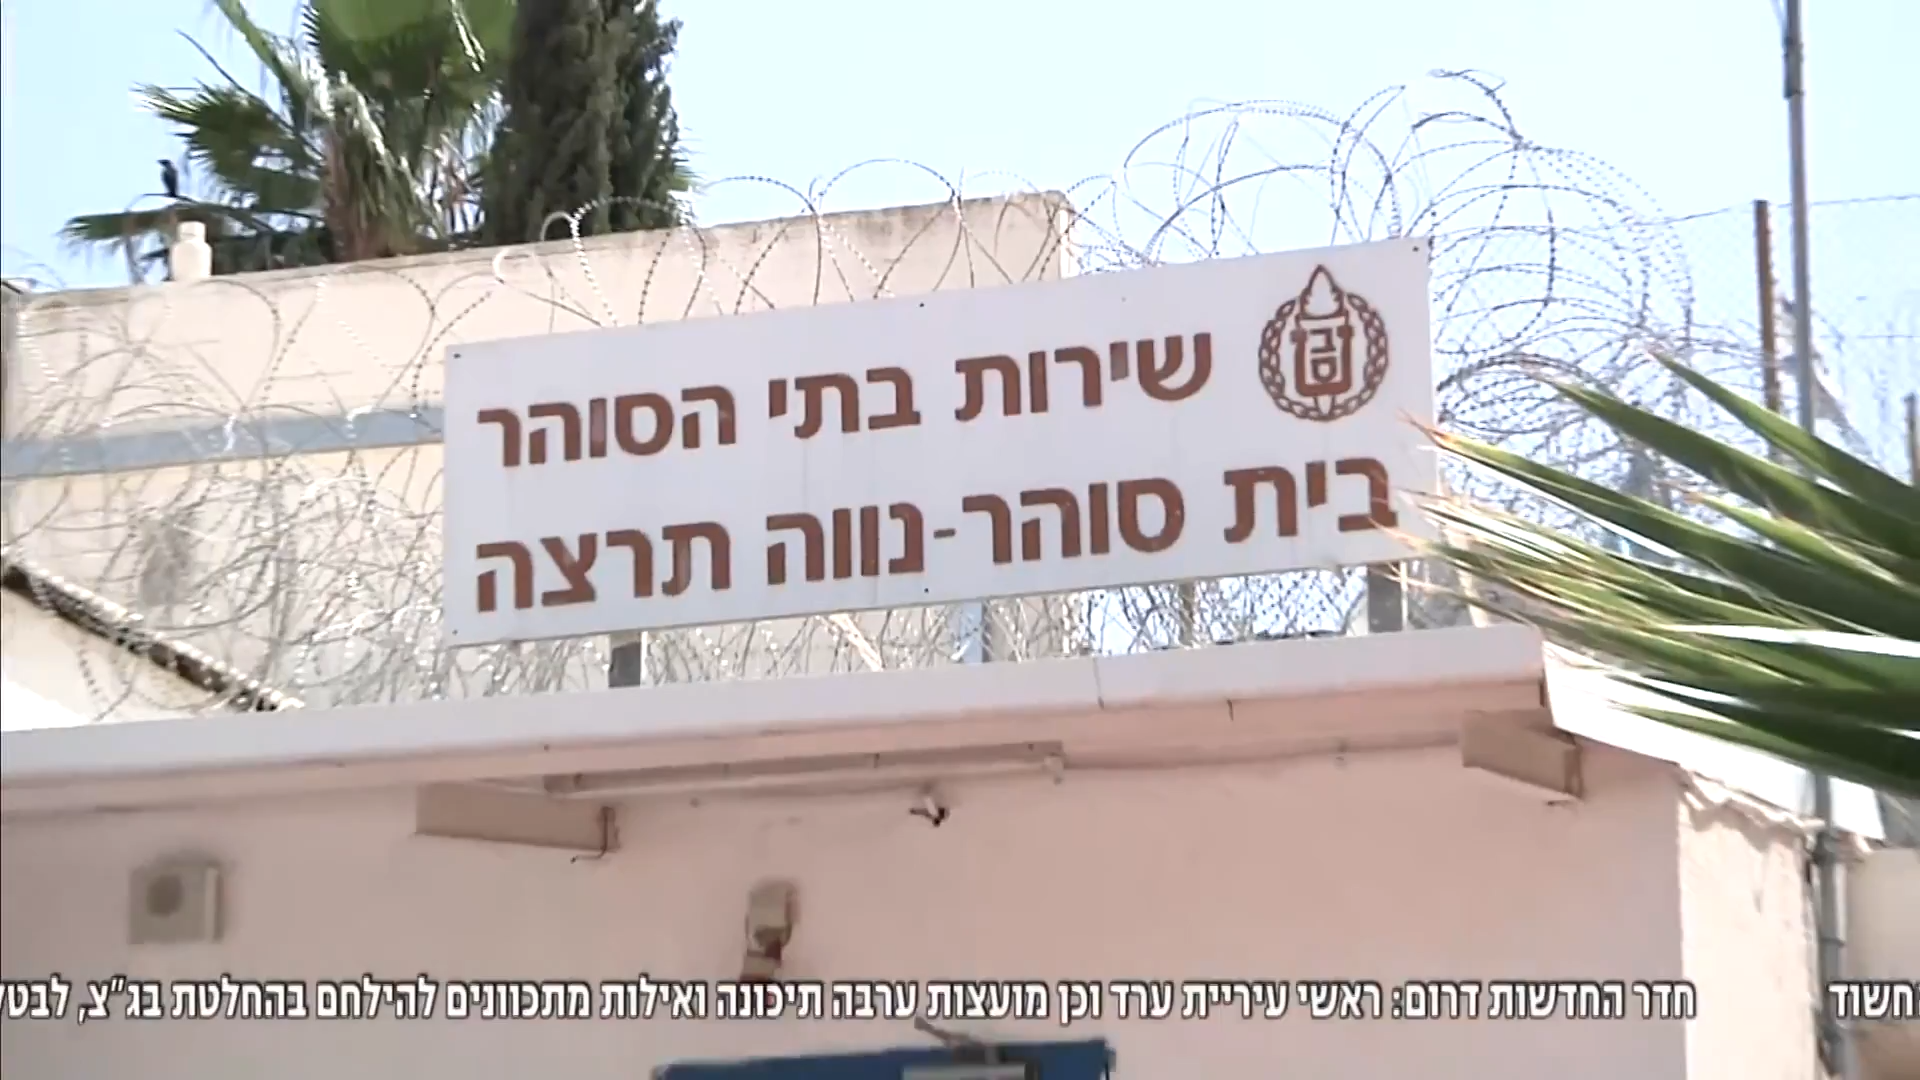 שירות בתי הסוהר
בית סוהר-נווה תרצה
חדר החדשות דרום: ראשי עיריית ערד וכן מועצות ערבה תיכונה ואילות מתכוונים להילחם בהחלטת בג"צ,